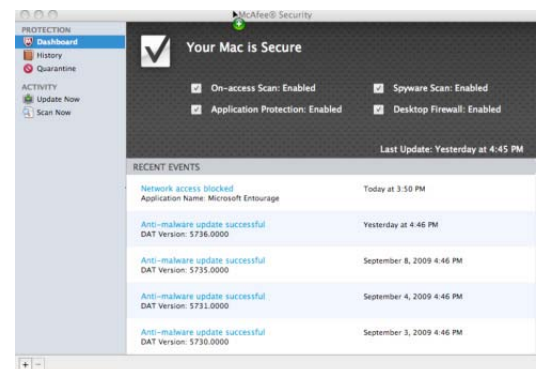 McAfee® Security
PROTECTION
Dashboard
History
Quarantine
ACTIVITY
Update Now
Scan Now
Your Mac is Secure
On-access Scan: Enabled
Spyware Scan: Enabled
Application Protection: Enabled
Desktop Firewall: Enabled
Last Update: Yesterday at 4:45 PM
RECENT EVENTS
Network access blocked
Today at 3:50 PM
Application Name: Microsoft Entourage
Anti-malware update successful
Yesterday at 4:46 PM
DAT Version: 5736.0000
Anti-malware update successful
September 8, 2009 4:46 PM
DAT Version: 5735.0000
Anti-malware update successful
September 4, 2009 4:46 PM
DAT Version: 5731.0000
Anti-malware update successful
September 3, 2009 4:46 PM
DAT Version: 5730.0000